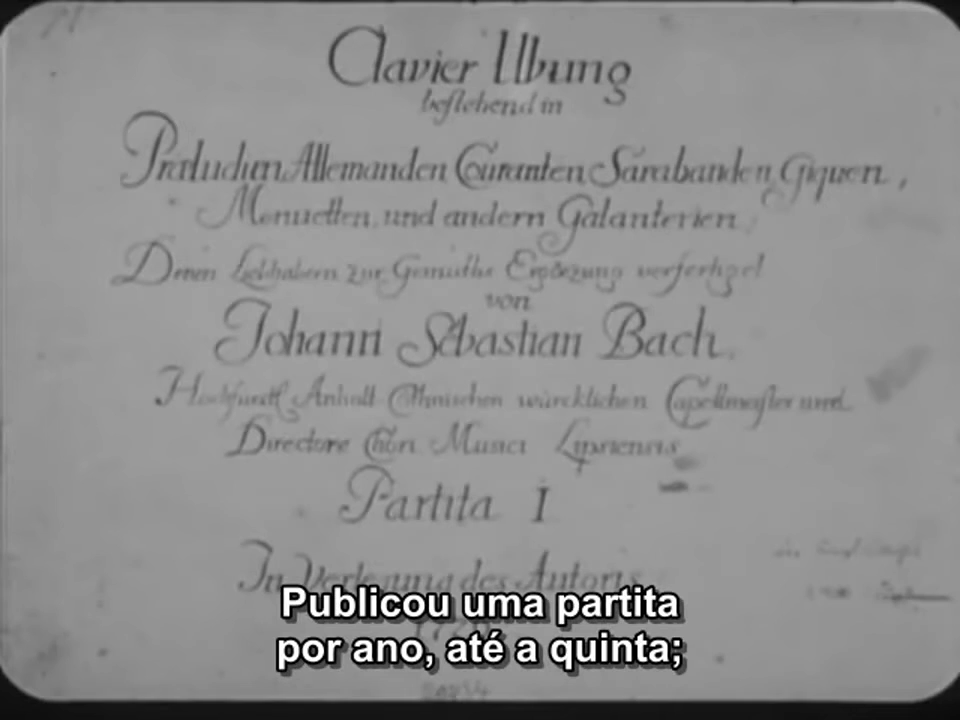 Clavier Ubung
bestehend in
Præludien, Allemanden, Couranten, Sarabanden, Giquen,
Menuetten, und andern Galanterien,
Denen Liebhabern zur Gemüths Ergoezung verfertiget
von
Johann Sebastian Bach.
Hochfürstl. Anhalt Cöthnischen würcklichen Capellmeister und
Directore Chori Musici Lipsiensis
Partita I
In Verlegung des Autoris
Publicou uma partita
por ano, até a quinta;